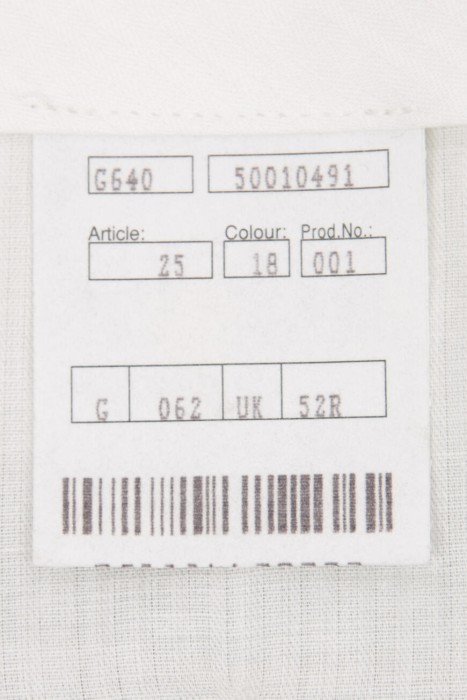 G640 50010491
Article: Colour: Prod.No.:
25 18 001
G 062 UK 52R